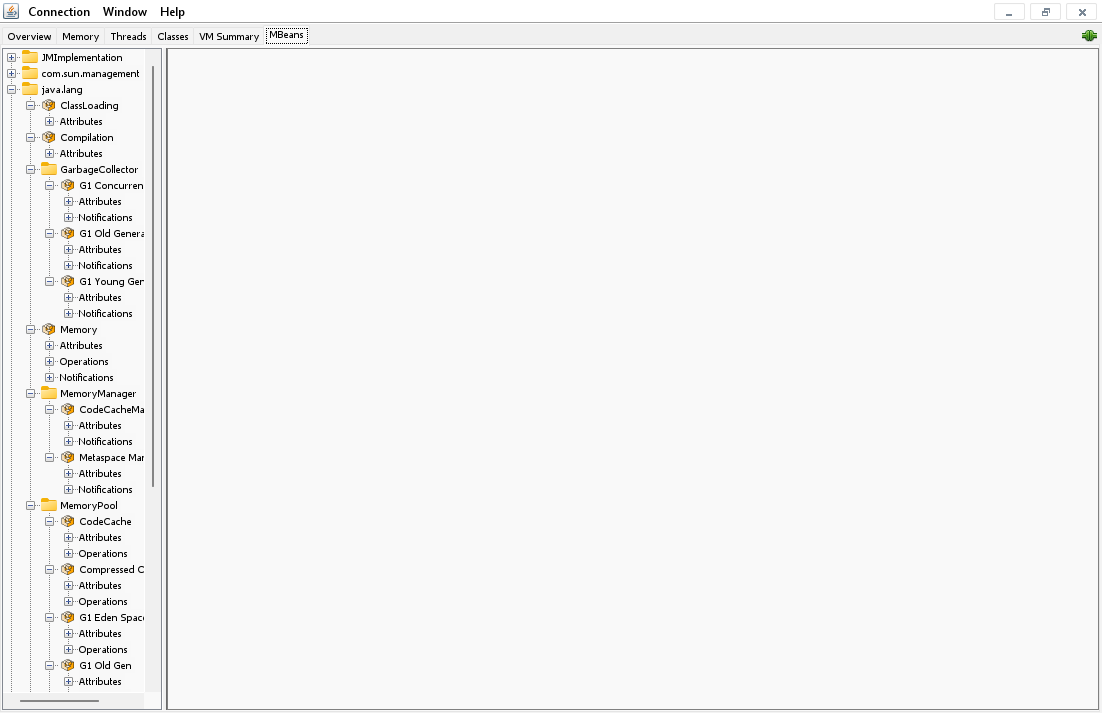 Connection Window Help
Overview Memory Threads Classes VM Summary MBeans
JMImplementation
com.sun.management
java.lang
ClassLoading
Attributes
Compilation
Attributes
GarbageCollector
G1 Concurren
Attributes
Notifications
G1 Old Genera
Attributes
Notifications
G1 Young Gen
Attributes
Notifications
Memory
Attributes
Operations
Notifications
MemoryManager
CodeCacheMa
Attributes
Notifications
Metaspace Mar
Attributes
Notifications
MemoryPool
CodeCache
Attributes
Operations
Compressed C
Attributes
Operations
G1 Eden Space
Attributes
Operations
G1 Old Gen
Attributes